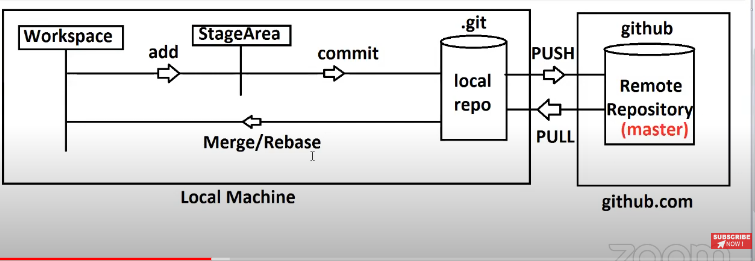 Workspace
add
StageArea
commit
.git
local
repo
PUSH
PULL
github
Remote
Repository
(master)
Merge/Rebase
Local Machine
github.com
SUBSCRIBE
NOW !
zoom